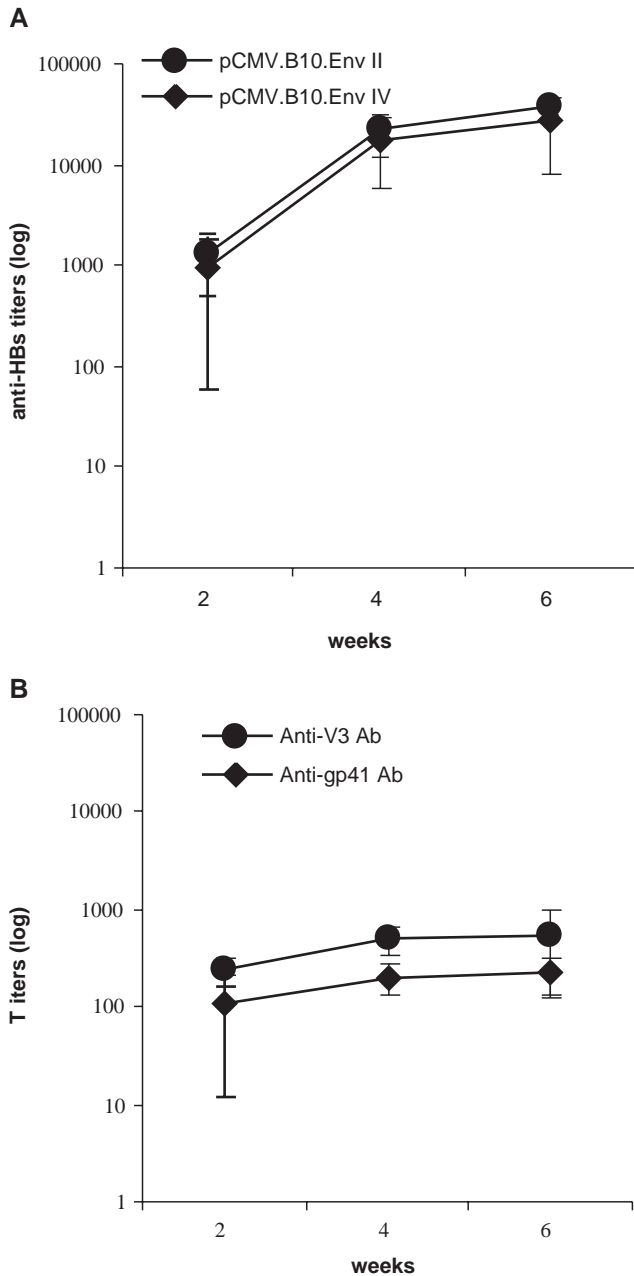 A
pCMV.B10.Env II
pCMV.B10.Env IV
100000
10000
1000
100
10
1
anti-HBs titers (log)
2 4 6
weeks
B
Anti-V3 Ab
Anti-gp41 Ab
100000
10000
1000
100
10
1
T iters (log)
2 4 6
weeks